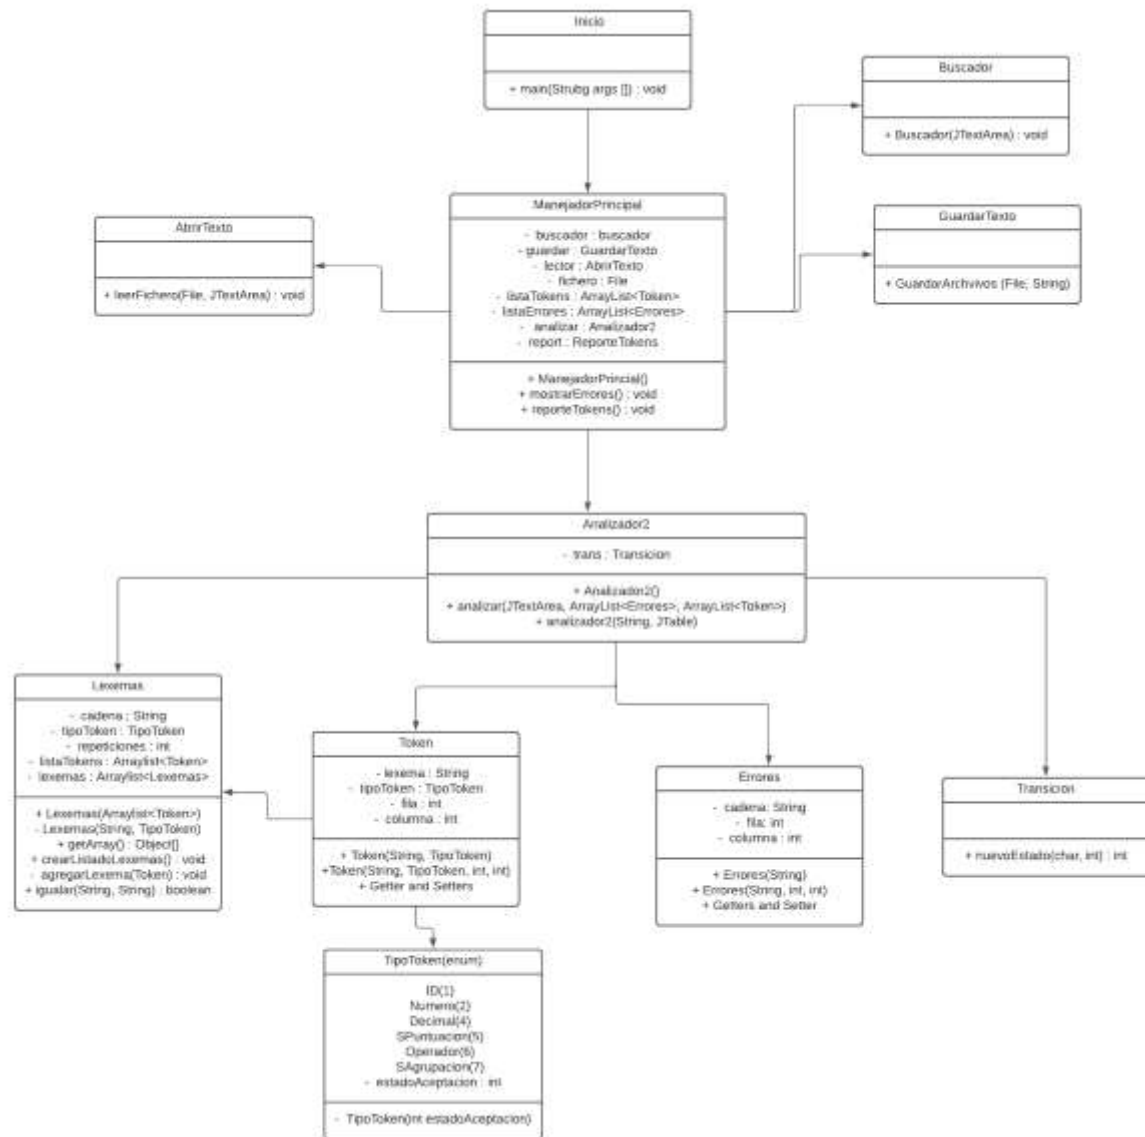 Inicio
+ main(Strubg args []) : void
Buscador
+ Buscador(JTextArea) : void
ManejadorPrincipal
- buscador : buscador
- guardar : GuardarTexto
- lector : AbrirTexto
- fichero : File
- listaTokens : ArrayList<Token>
- listaErrores : ArrayList<Errores>
- analizar : Analizador2
- report : ReporteTokens
+ ManejadorPrincial()
+ mostrarErrores() : void
+ reporteTokens() : void
AbrirTexto
+ leerFichero(File, JTextArea) : void
GuardarTexto
+ GuardarArchvivos (File, String)
Analizador2
- trans : Transicion
+ Analizador2()
+ analizar(JTextArea, ArrayList<Errores>, ArrayList<Token>)
+ analizador2(String, JTable)
Lexemas
- cadena : String
- tipoToken : TipoToken
- repeticiones : int
- listaTokens : Arraylist<Token>
- lexemas : Arraylist<Lexemas>
+ Lexemas(Arraylist<Token>)
- Lexemas(String, TipoToken)
+ getArray() : Object[]
+ crearListadoLexemas() : void
- agregarLexema(Token) : void
+ igualar(String, String) : boolean
Token
- lexema : String
- tipoToken : TipoToken
- fila : int
- columna : int
+ Token(String, TipoToken)
+Token(String, TipoToken, int, int)
+ Getter and Setters
Errores
- cadena: String
- fila: int
- columna : int
+ Errores(String)
+ Errores(String, int, int)
+ Getters and Setter
Transicion
+ nuevoEstado(char, int) : int
TipoToken(enum)
ID(1)
Numero(2)
Decimal(4)
SPuntuacion(5)
Operador(6)
SAgrupacion(7)
- estadoAceptacion : int
- TipoToken(int estadoAceptacion)